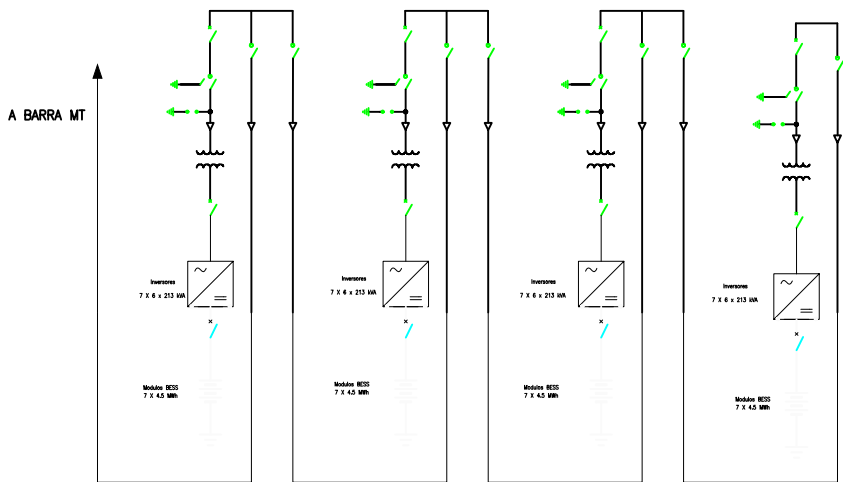 A BARRA MT
Inversores
7 X 6 x 213 kVA
Inversores
7 X 6 x 213 kVA
Inversores
7 X 6 x 213 kVA
Inversores
7 X 6 x 213 kVA
Modulos BESS
7 X 4.5 MWh
Modulos BESS
7 X 4.5 MWh
Modulos BESS
7 X 4.5 MWh
Modulos BESS
7 X 4.5 MWh